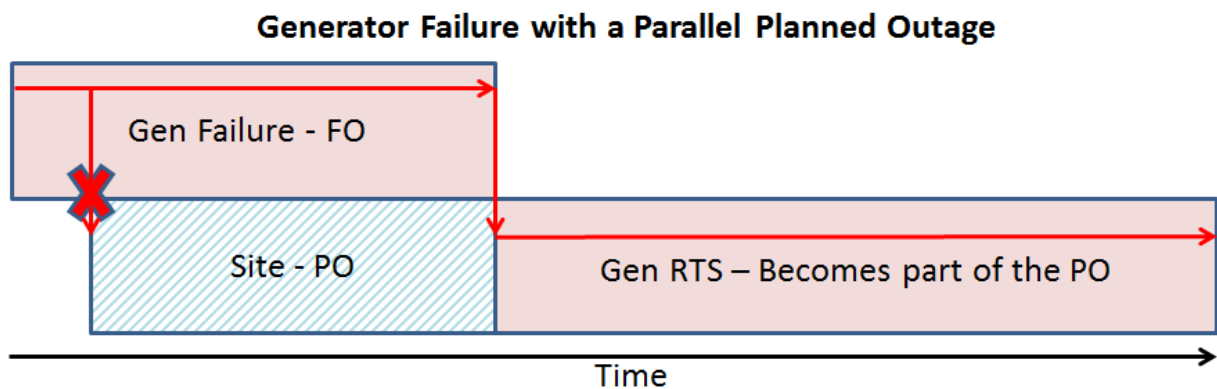 Generator Failure with a Parallel Planned Outage
Gen Failure - FO
Site - PO
Gen RTS – Becomes part of the PO
Time